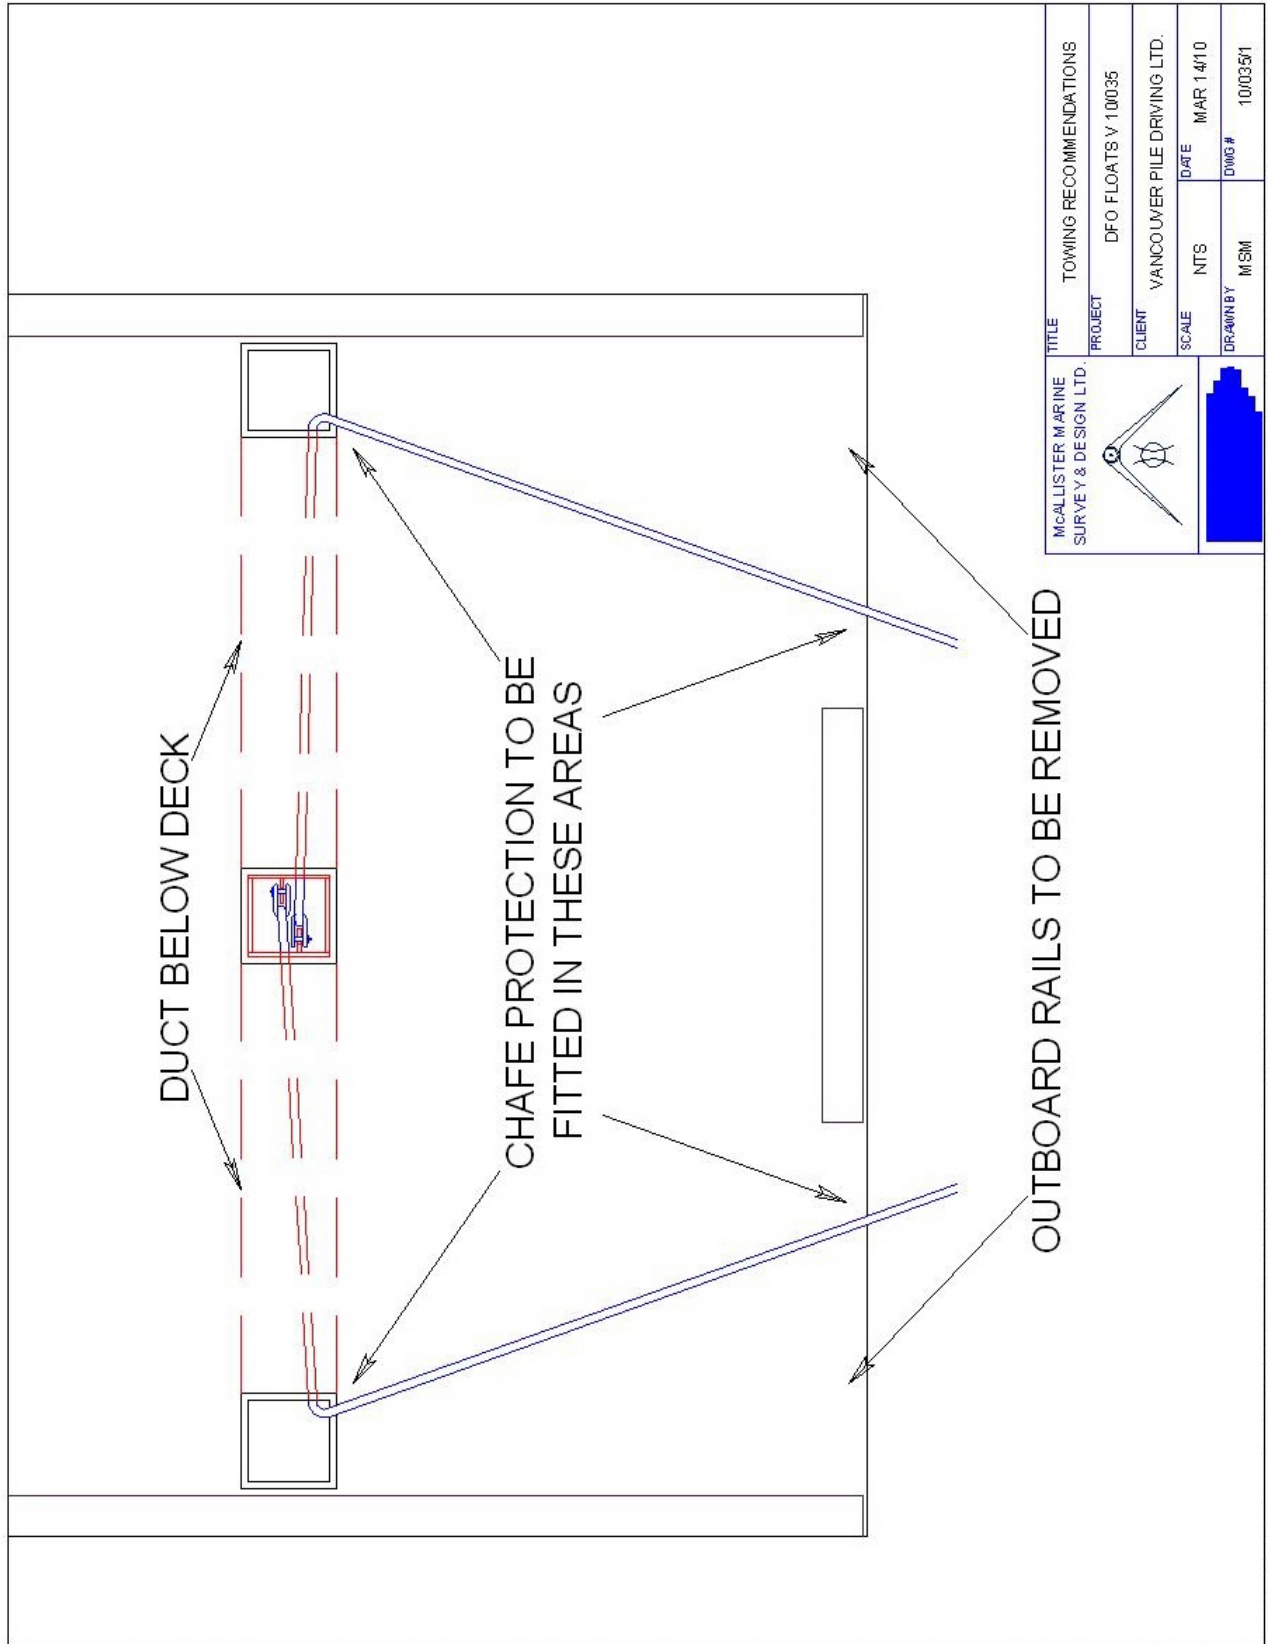 DUCT BELOW DECK
CHAFE PROTECTION TO BE
FITTED IN THESE AREAS
OUTBOARD RAILS TO BE REMOVED
McALLISTER MARINE
SURVEY & DESIGN LTD.
TITLE
TOWING RECOMMENDATIONS
PROJECT
DFO FLOATS V 10/035
CLIENT
VANCOUVER PILE DRIVING LTD.
SCALE
NTS
DATE
MAR 14/10
DRAWN BY
MSM
DWG #
10/035/1